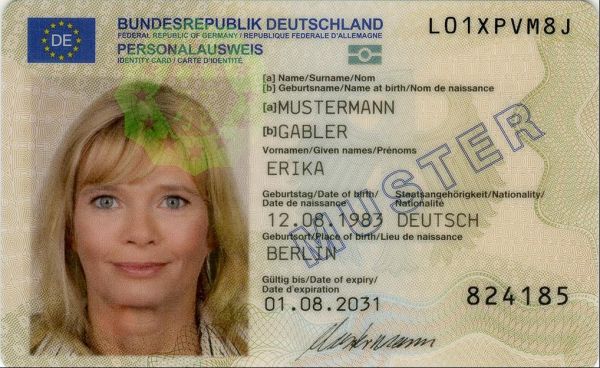 DE
BUNDESREPUBLIK DEUTSCHLAND
FEDERAL REPUBLIC OF GERMANY / REPUBLIQUE FEDERALE D'ALLEMAGNE
PERSONALAUSWEIS
IDENTITY CARD / CARTE D'IDENTITÉ
L01XPVM8J
[a] Name/Surname/Nom
[b] Geburtsname/Name at birth/Nom de naissance
[a]MUSTERMANN
[b]GABLER
Vornamen/Given names/Prénoms
ERIKA
Geburtstag/Date of birth/ Staatsangehörigkeit/Nationality/
Date de naissance Nationalité
12.08.1983 DEUTSCH
Geburtsort/Place of birth/Lieu de naissance
BERLIN
Gültig bis/Date of expiry/
Date d'expiration
01.08.2031
824185
MUSTER
Mustermann